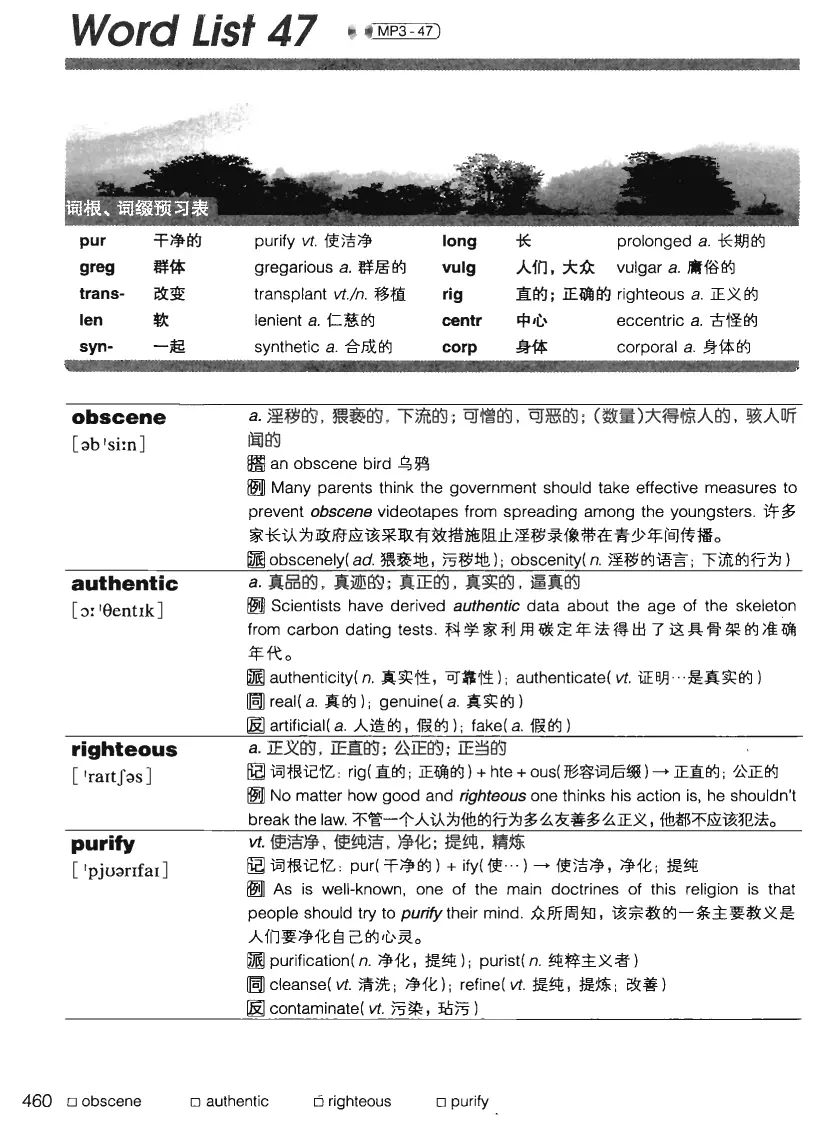 Word List 47 MP3-47
词根、词缀预习表
pur 干净的 purify vt. 使洁净 long 长 prolonged a. 长期的
greg 群体 gregarious a. 群居的 vulg 人们，大众 vulgar a. 庸俗的
trans- 改变 transplant vt./n. 移植 rig 直的；正确的 righteous a. 正义的
len 软 lenient a. 仁慈的 centr 中心 eccentric a. 古怪的
syn- 一起 synthetic a. 合成的 corp 身体 corporal a. 身体的
obscene a. 淫秽的，猥亵的，下流的；可憎的，可恶的；(数量)大得惊人的，骇人听
[əbˈsiːn] 闻的
搭 an obscene bird 乌鸦
例 Many parents think the government should take effective measures to
prevent obscene videotapes from spreading among the youngsters. 许多
家长认为政府应该采取有效措施阻止淫秽录像带在青少年间传播。
派 obscenely(ad. 猥亵地，污秽地)；obscenity(n. 淫秽的语言；下流的行为)
authentic a. 真品的，真迹的；真正的，真实的，逼真的
[ɔːˈθentɪk] 例 Scientists have derived authentic data about the age of the skeleton
from carbon dating tests. 科学家利用碳定年法得出了这具骨架的准确
年代。
派 authenticity(n. 真实性，可靠性)；authenticate(vt. 证明…是真实的)
同 real(a. 真的)；genuine(a. 真实的)
反 artificial(a. 人造的，假的)；fake(a. 假的)
righteous a. 正义的，正直的；公正的；正当的
[ˈraɪtʃəs] 记 词根记忆：rig(直的；正确的)+hte+ous(形容词后缀)→正直的；公正的
例 No matter how good and righteous one thinks his action is, he shouldn't
break the law. 不管一个人认为他的行为多么友善多么正义，他都不应该犯法。
purify vt. 使洁净，使纯洁，净化；提纯，精炼
[ˈpjʊərɪfaɪ] 记 词根记忆：pur(干净的)+ify(使…)→使洁净，净化；提纯
例 As is well-known, one of the main doctrines of this religion is that
people should try to purify their mind. 众所周知，该宗教的一条主要教义是
人们要净化自己的心灵。
派 purification(n. 净化，提纯)；purist(n. 纯粹主义者)
同 cleanse(vt. 清洗；净化)；refine(vt. 提纯，提炼；改善)
反 contaminate(vt. 污染，玷污)
460 □ obscene □ authentic □ righteous □ purify